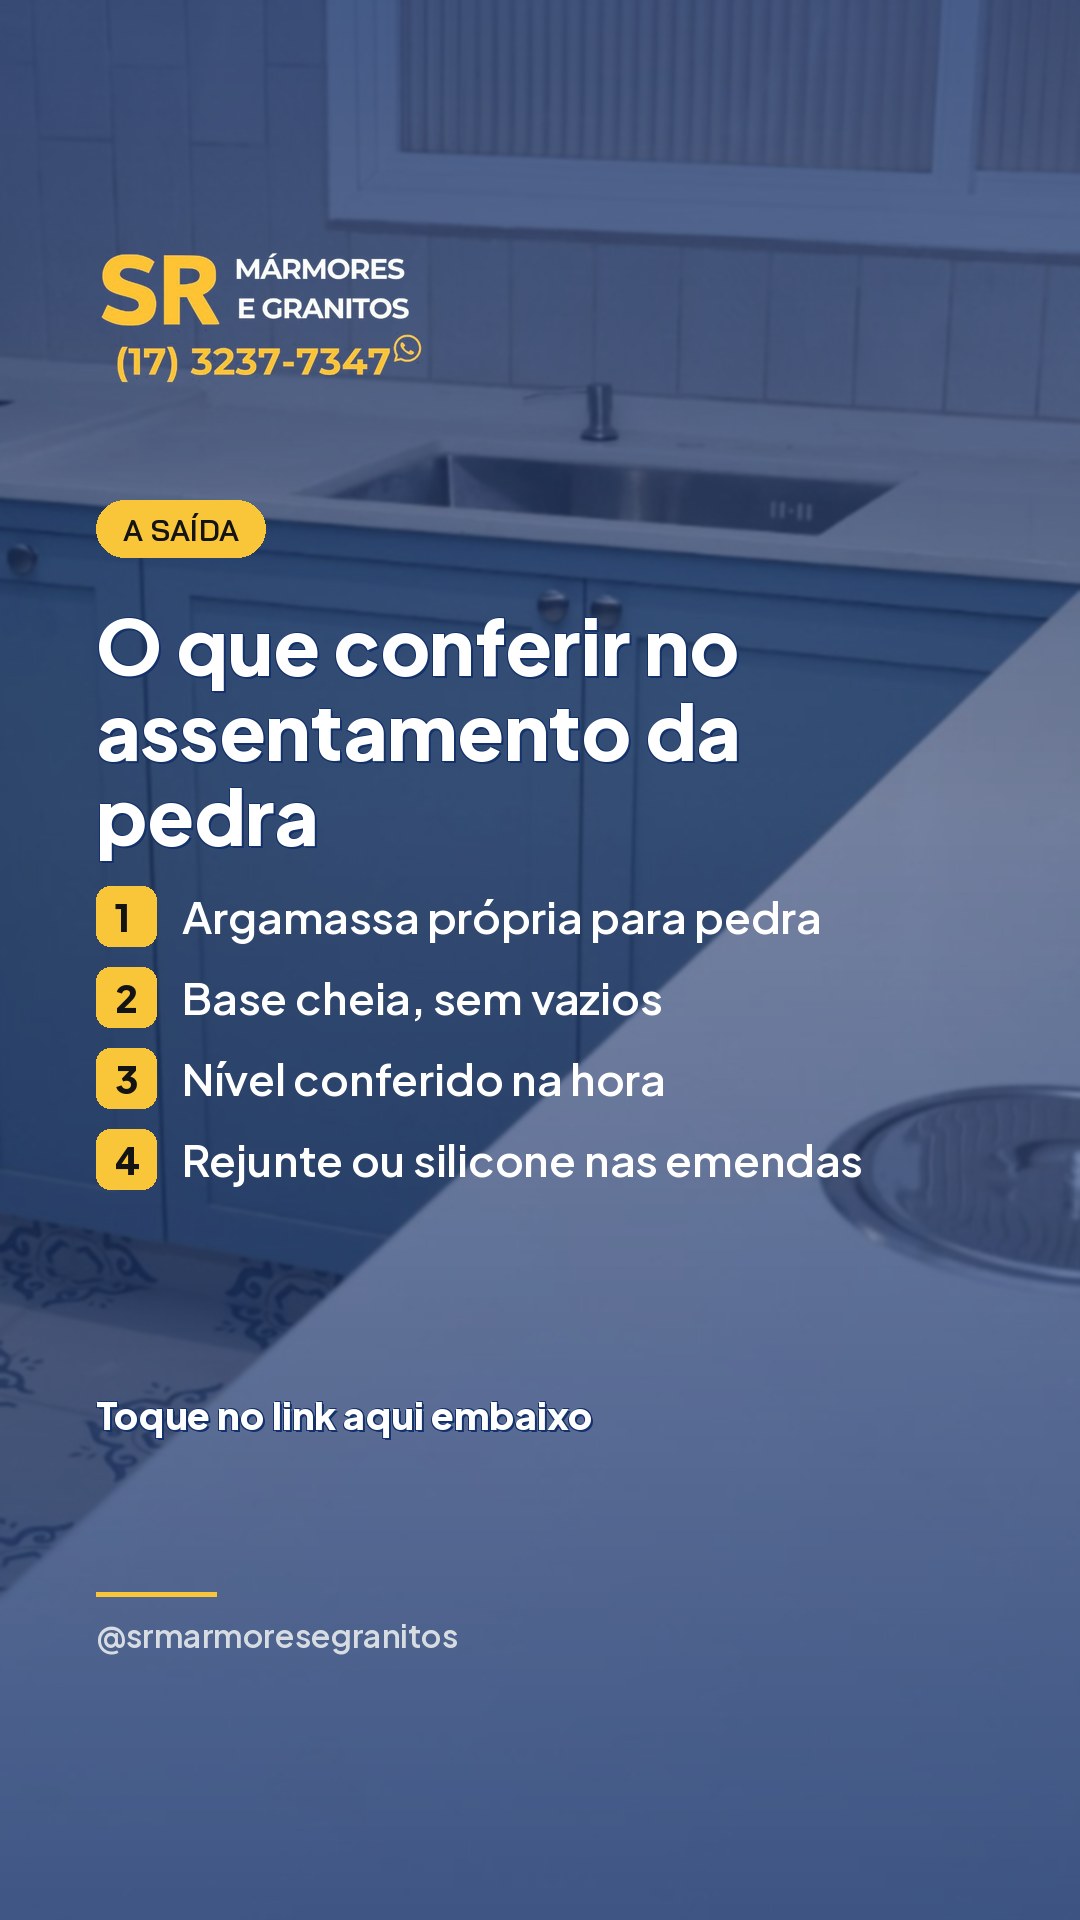 SR MÁRMORES
E GRANITOS
(17) 3237-7347
A SAÍDA
O que conferir no
assentamento da
pedra
1 Argamassa própria para pedra
2 Base cheia, sem vazios
3 Nível conferido na hora
4 Rejunte ou silicone nas emendas
Toque no link aqui embaixo
@srmarmoresegranitos